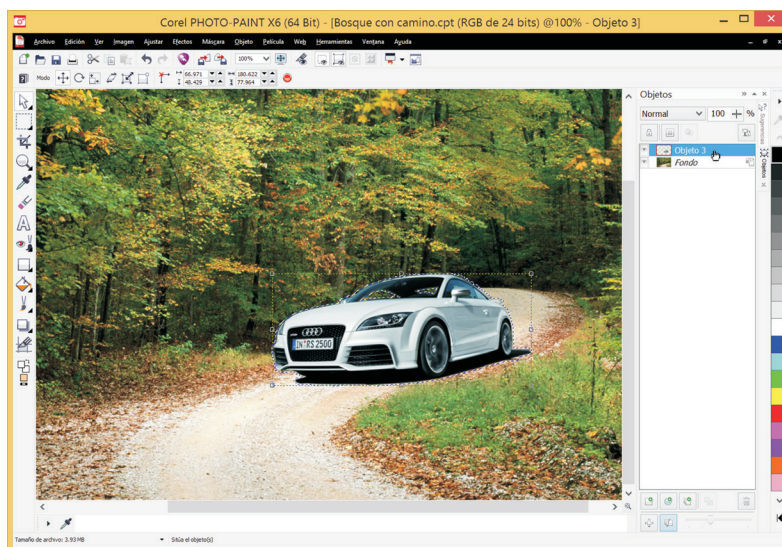 Corel PHOTO-PAINT X6 (64 Bit) - [Bosque con camino.cpt (RGB de 24 bits) @100% - Objeto 3]
Archivo Edición Ver Imagen Ajustar Efectos Máscara Objeto Película Web Herramientas Ventana Ayuda
100%
Modo 66.971 180.622
48.429 77.964
Objetos
Normal 100 %
Objeto 3
Fondo
Sugerencias
Objetos
IN RS 2500
Tamaño de archivo: 3.93 MB Sitúa el objeto(s)